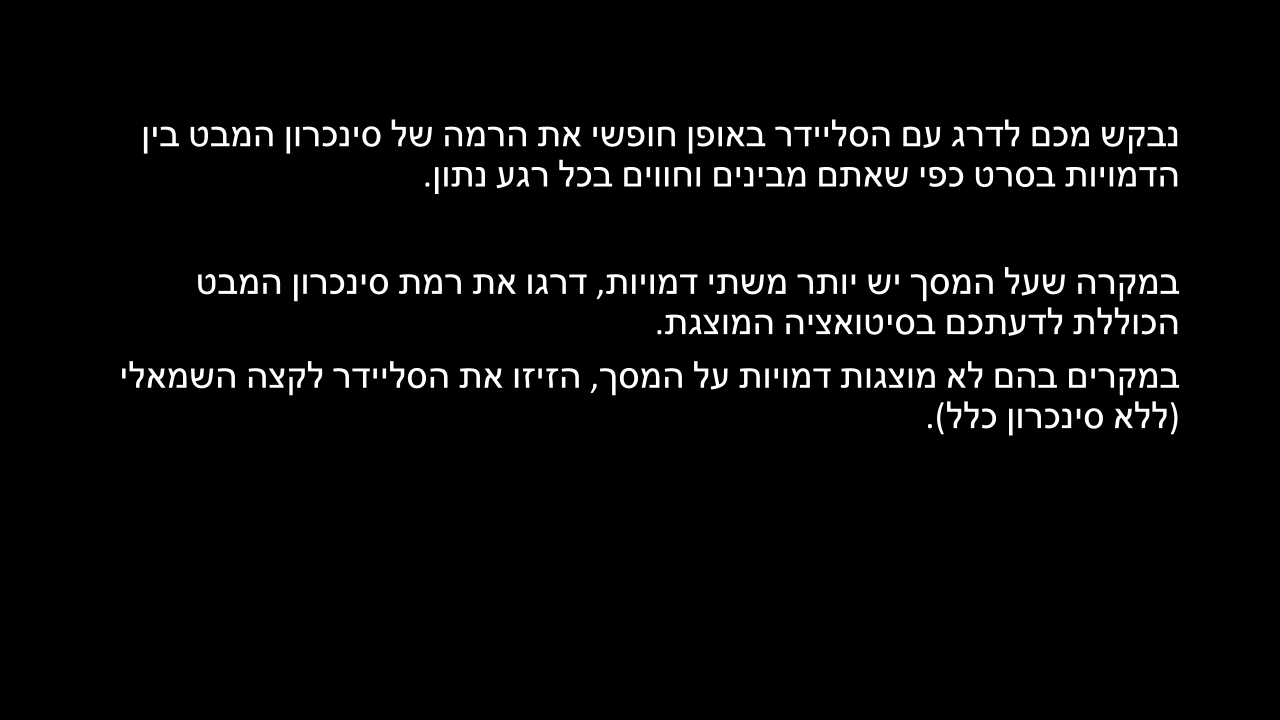 נבקש מכם לדרג עם הסליידר באופן חופשי את הרמה של סינכרון המבט בין
הדמויות בסרט כפי שאתם מבינים וחווים בכל רגע נתון.
במקרה שעל המסך יש יותר משתי דמויות, דרגו את רמת סינכרון המבט
הכוללת לדעתכם בסיטואציה המוצגת.
במקרים בהם לא מוצגות דמויות על המסך, הזיזו את הסליידר לקצה השמאלי
(ללא סינכרון כלל).